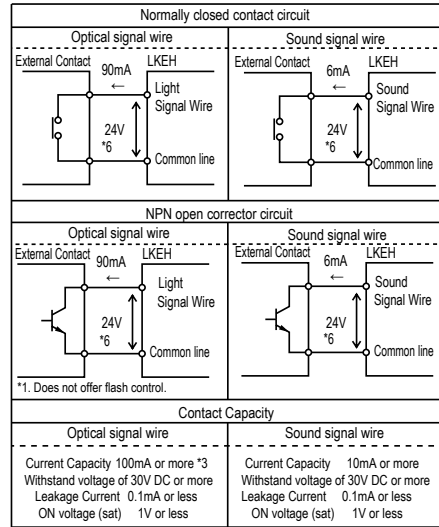 Normally closed contact circuit
Optical signal wire
External Contact
LKEH
90mA
←
Light
Signal Wire
24V
*6
Common line
Sound signal wire
External Contact
LKEH
6mA
←
Sound
Signal Wire
24V
*6
Common line
NPN open corrector circuit
Optical signal wire
External Contact
LKEH
90mA
←
Light
Signal Wire
24V
*6
Common line
*1. Does not offer flash control.
Sound signal wire
External Contact
LKEH
6mA
←
Sound
Signal Wire
24V
*6
Common line
Contact Capacity
Optical signal wire
Current Capacity 100mA or more *3
Withstand voltage of 30V DC or more
Leakage Current 0.1mA or less
ON voltage (sat) 1V or less
Sound signal wire
Current Capacity 10mA or more
Withstand voltage of 30V DC or more
Leakage Current 0.1mA or less
ON voltage (sat) 1V or less